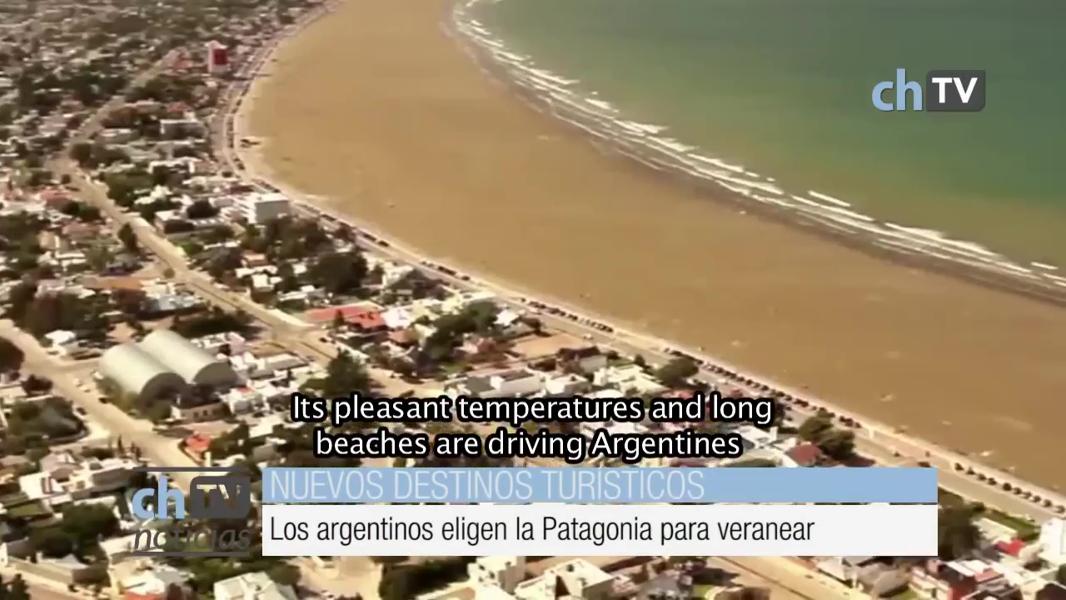 chTV
Its pleasant temperatures and long
beaches are driving Argentines
chTV
noticias
NUEVOS DESTINOS TURÍSTICOS
Los argentinos eligen la Patagonia para veranear